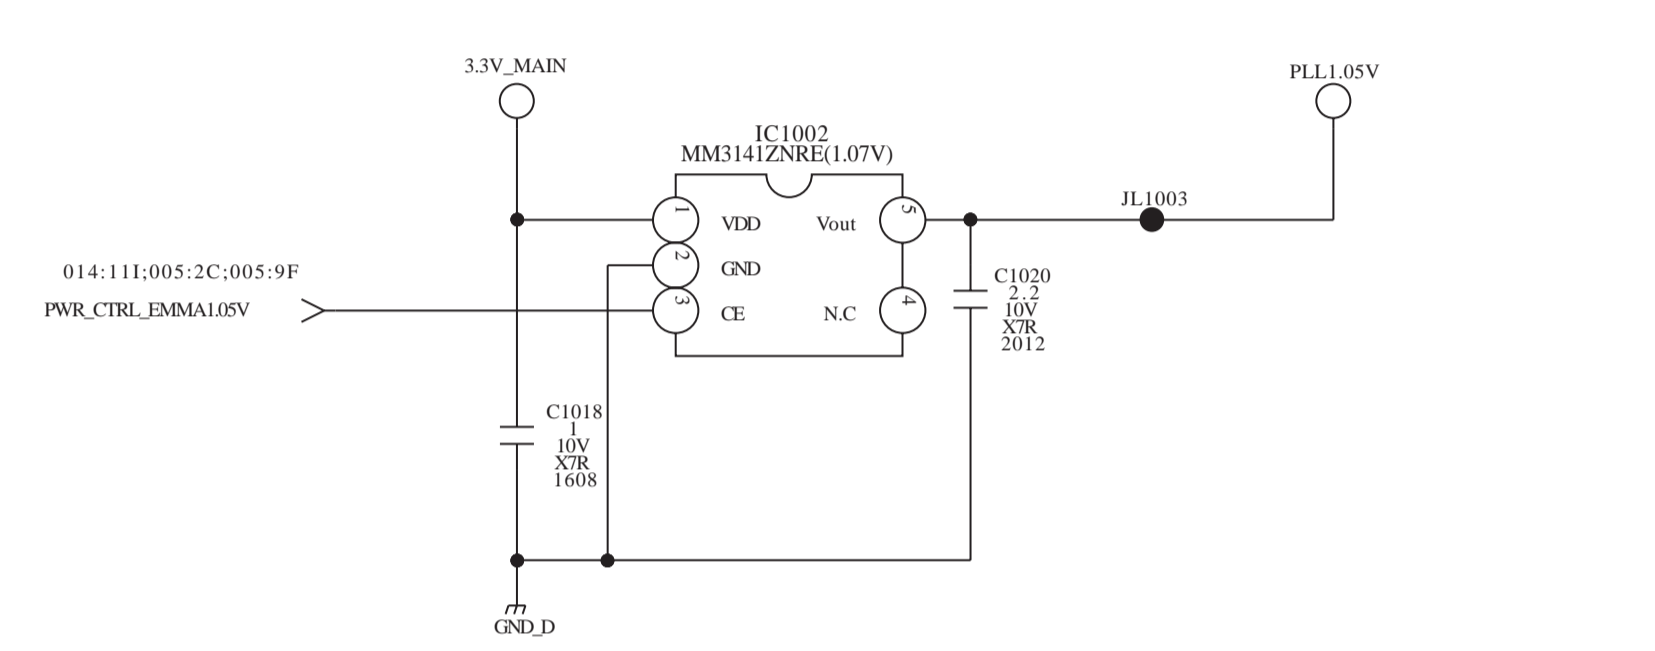 3.3V_MAIN
PLL1.05V
IC1002
MM3141ZNRE(1.07V)
JL1003
1
VDD
Vout
5
014:11I;005:2C;005:9F
2
GND
PWR_CTRL_EMMA1.05V
3
CE
N.C
4
C1020
2.2
10V
X7R
2012
C1018
1
10V
X7R
1608
GND_D